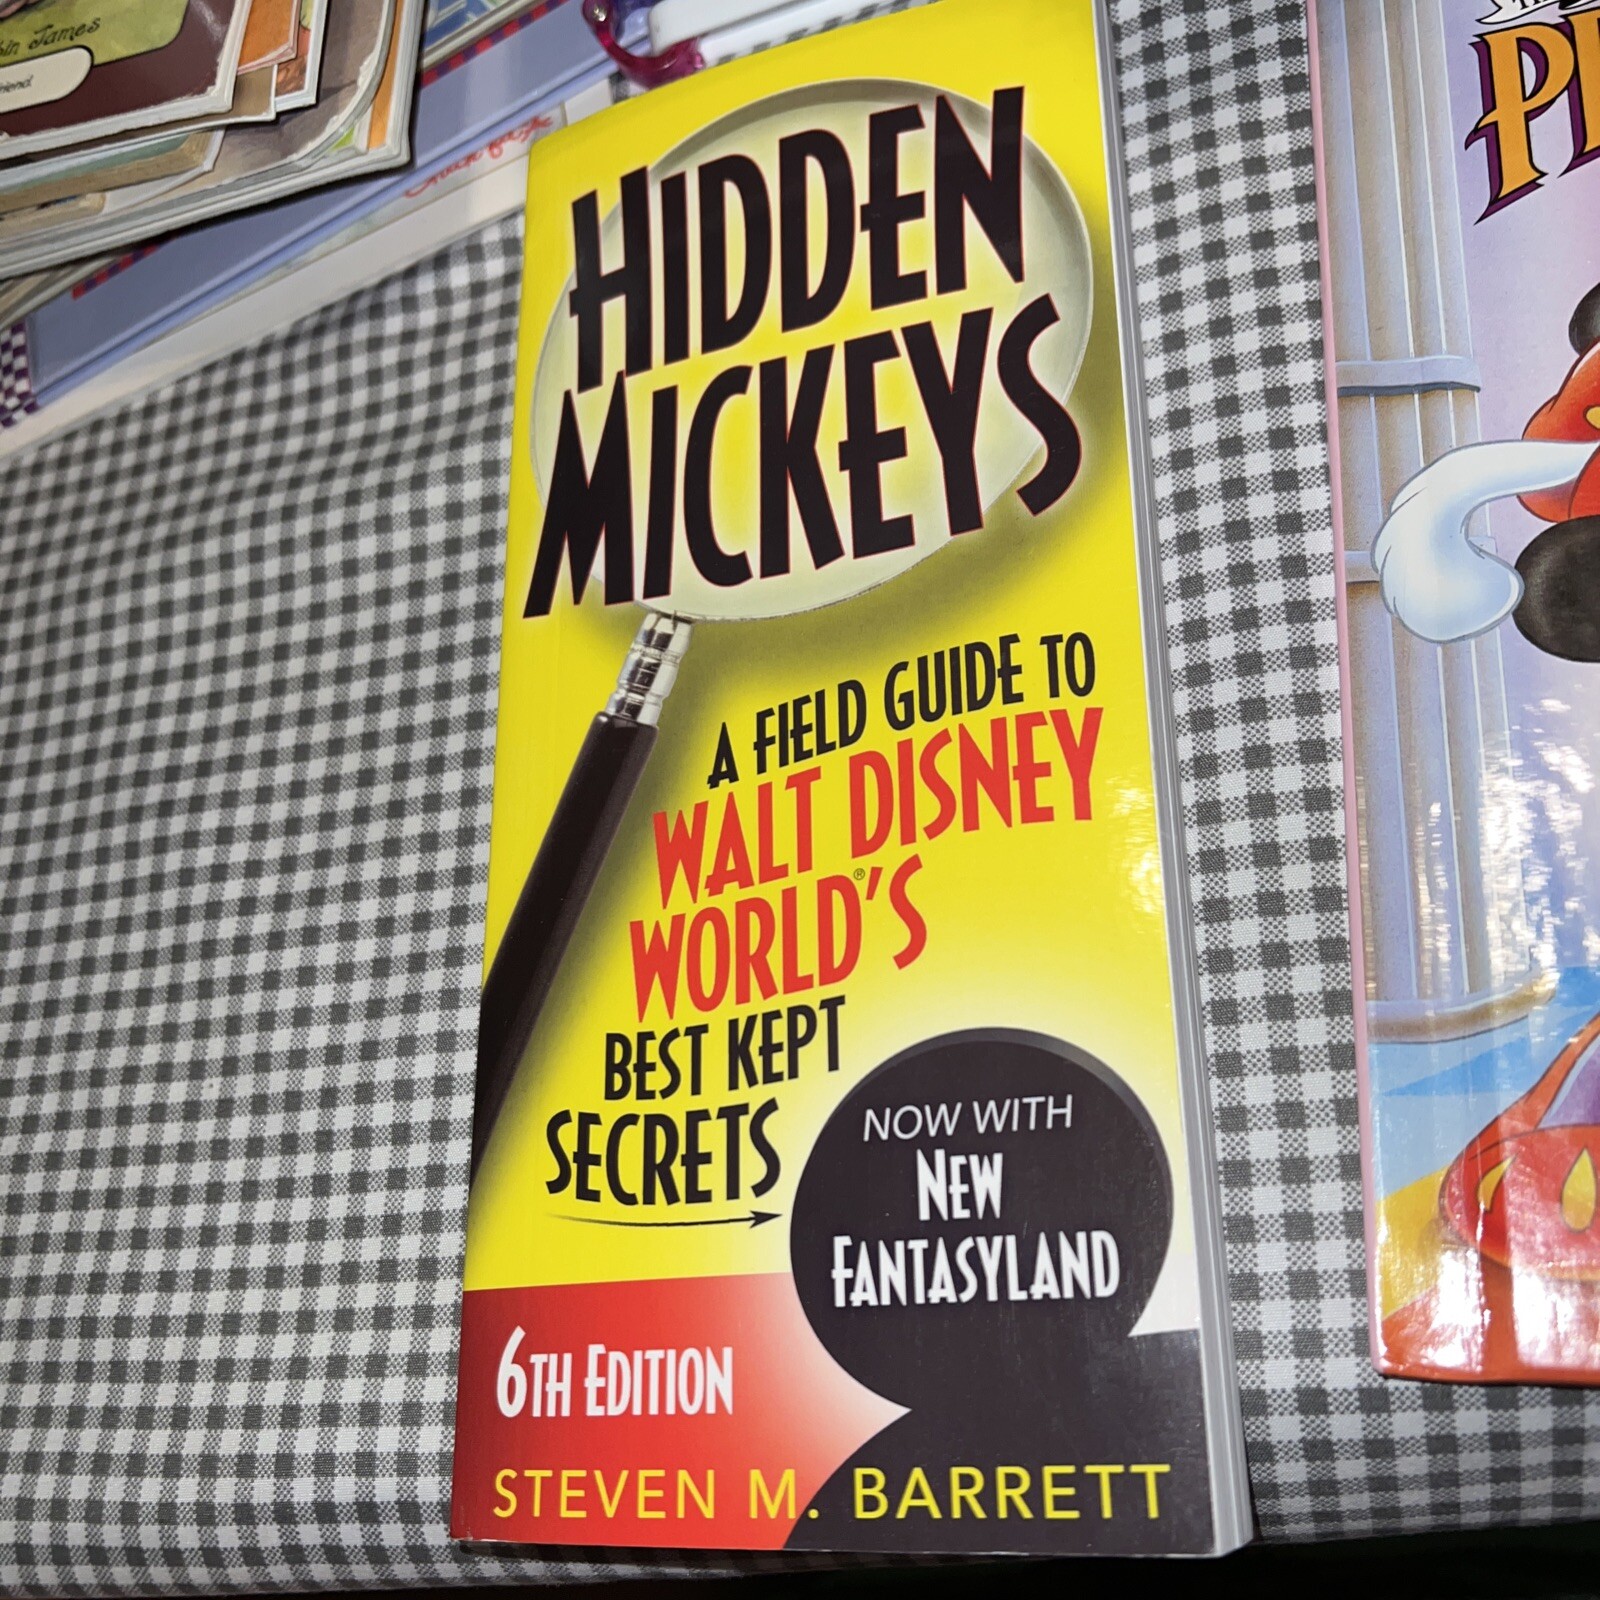 HIDDEN
MICKEYS
A FIELD GUIDE TO
WALT DISNEY
WORLD®'S
BEST KEPT
SECRETS
NOW WITH
NEW
FANTASYLAND
6TH EDITION
STEVEN M. BARRETT
James